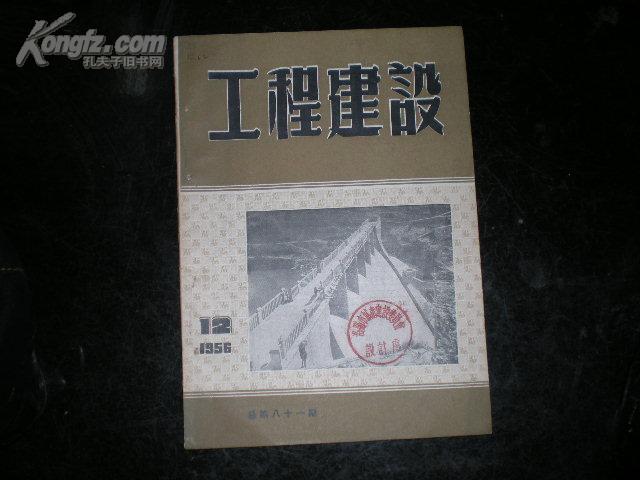 Kongfz.com
孔夫子旧书网
工程建設
12
1956
總第八十一期
設計處